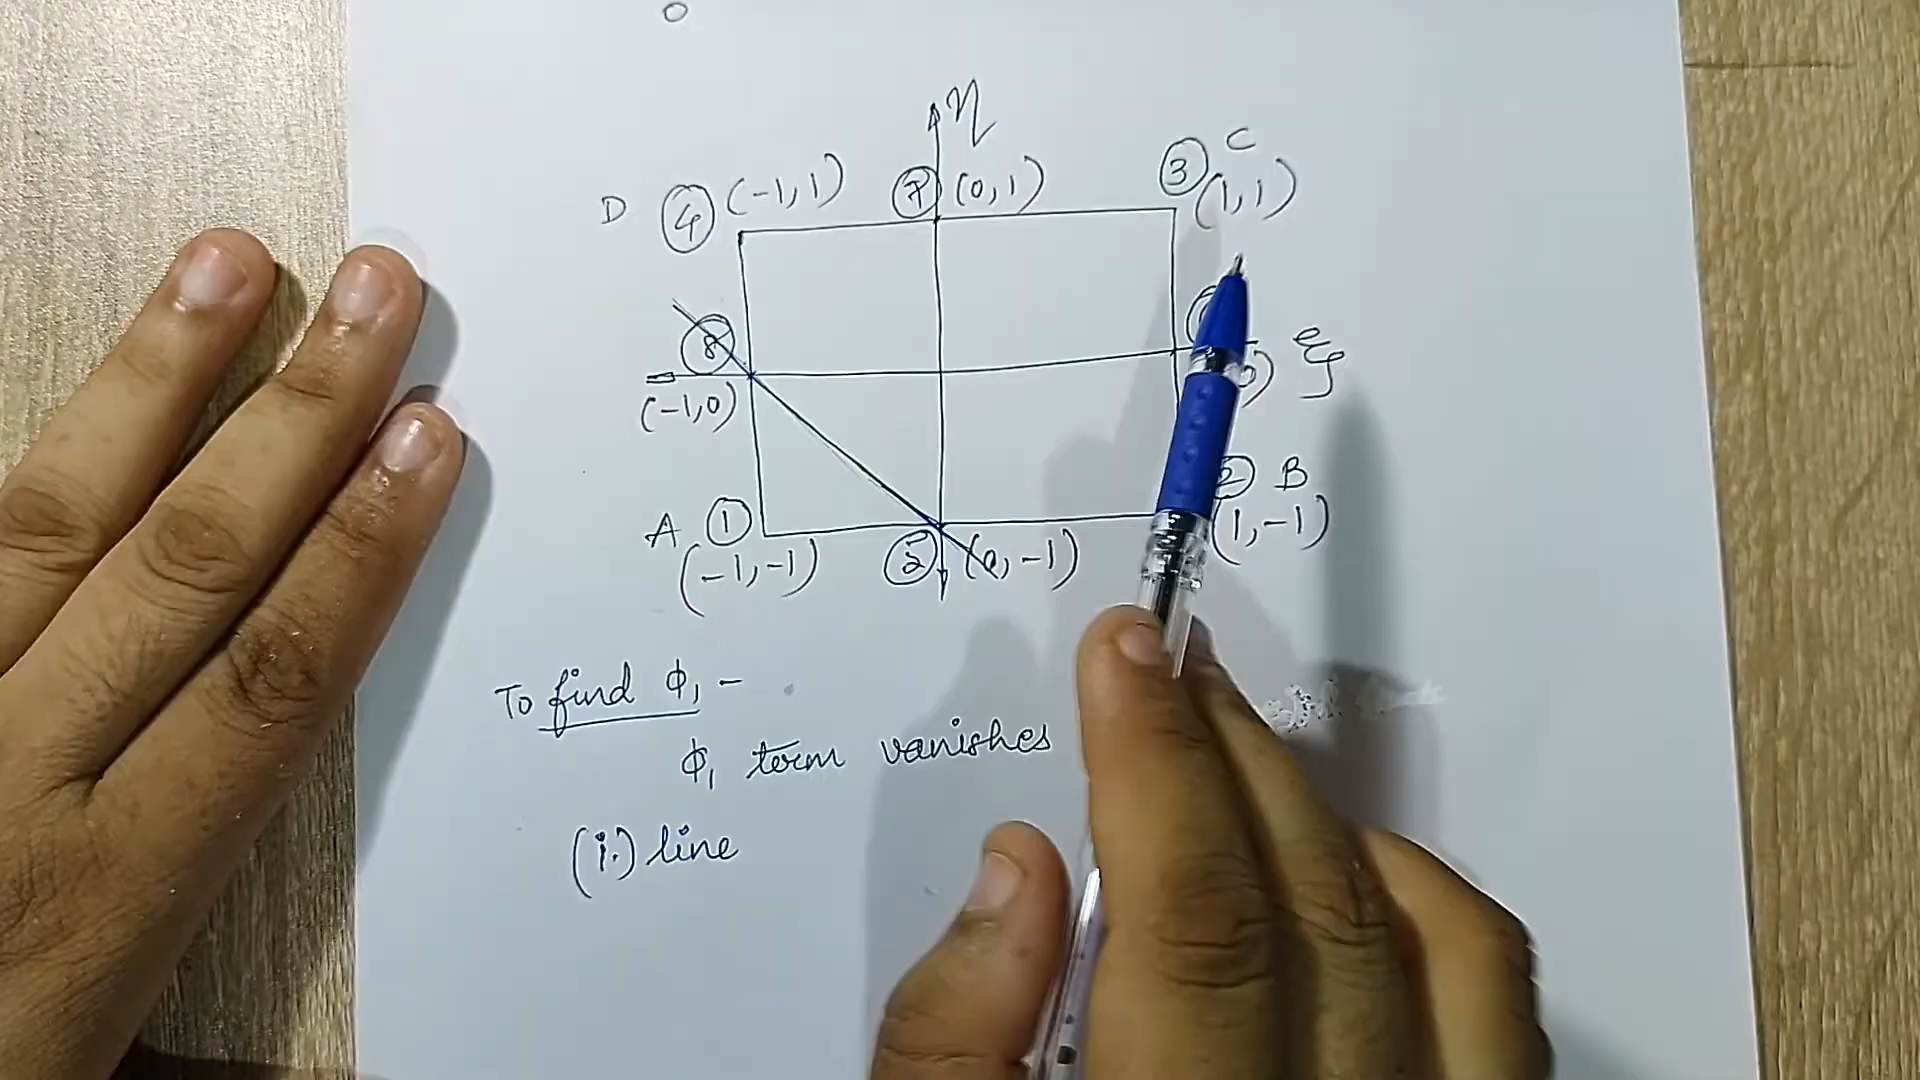 η
C
D ④ (-1,1) ⑦ (0,1) ③ (1,1)
⑧ ξ
(-1,0)
② B
A ① (1,-1)
(-1,-1) ⑤ (0,-1)
To find ϕ₁ -
ϕ₁ term vanishes
(i.) line